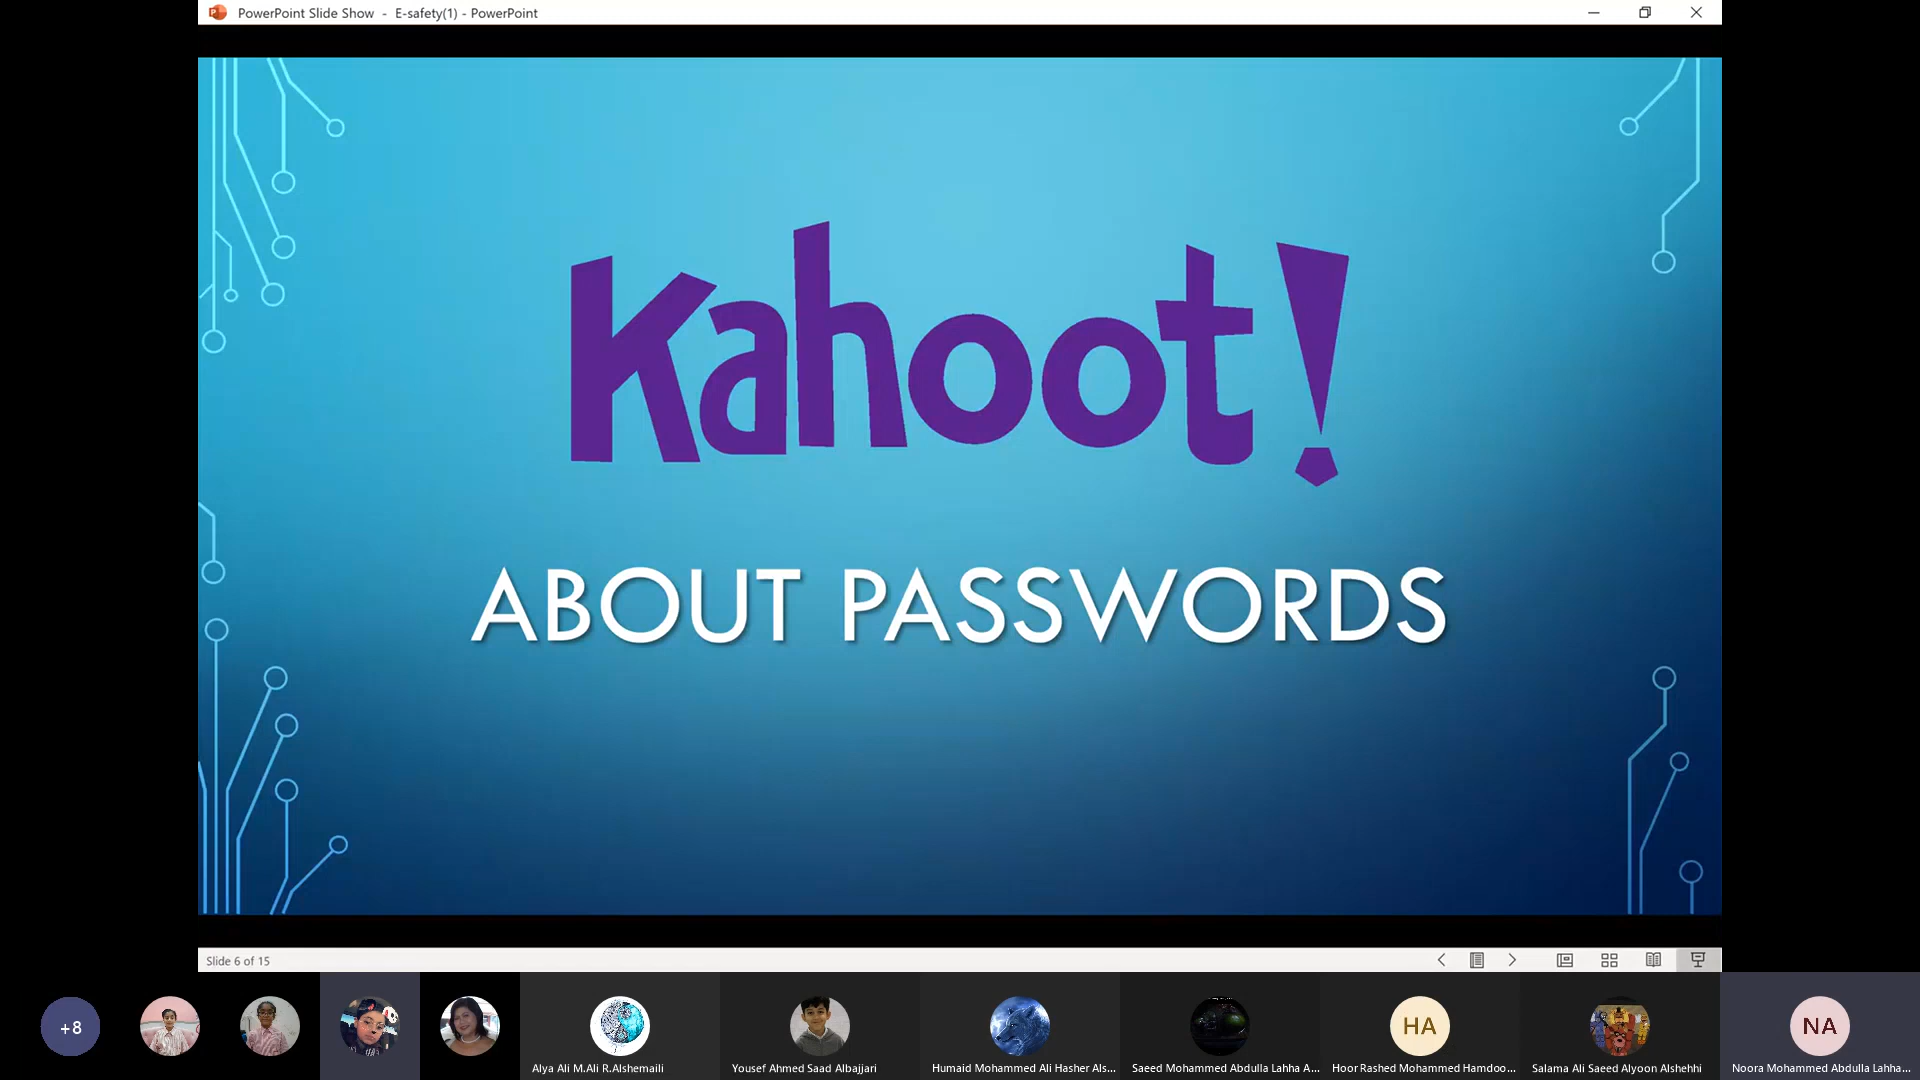 PowerPoint Slide Show - E-safety(1) - PowerPoint
Kahoot!
ABOUT PASSWORDS
Slide 6 of 15
+8
HA
NA
Alya Ali M.Ali R.Alshemaili
Yousef Ahmed Saad Albajjari
Humaid Mohammed Ali Hasher Als...
Saeed Mohammed Abdulla Lahha A...
Hoor Rashed Mohammed Hamdoo...
Salama Ali Saeed Alyoon Alshehhi
Noora Mohammed Abdulla Lahha...